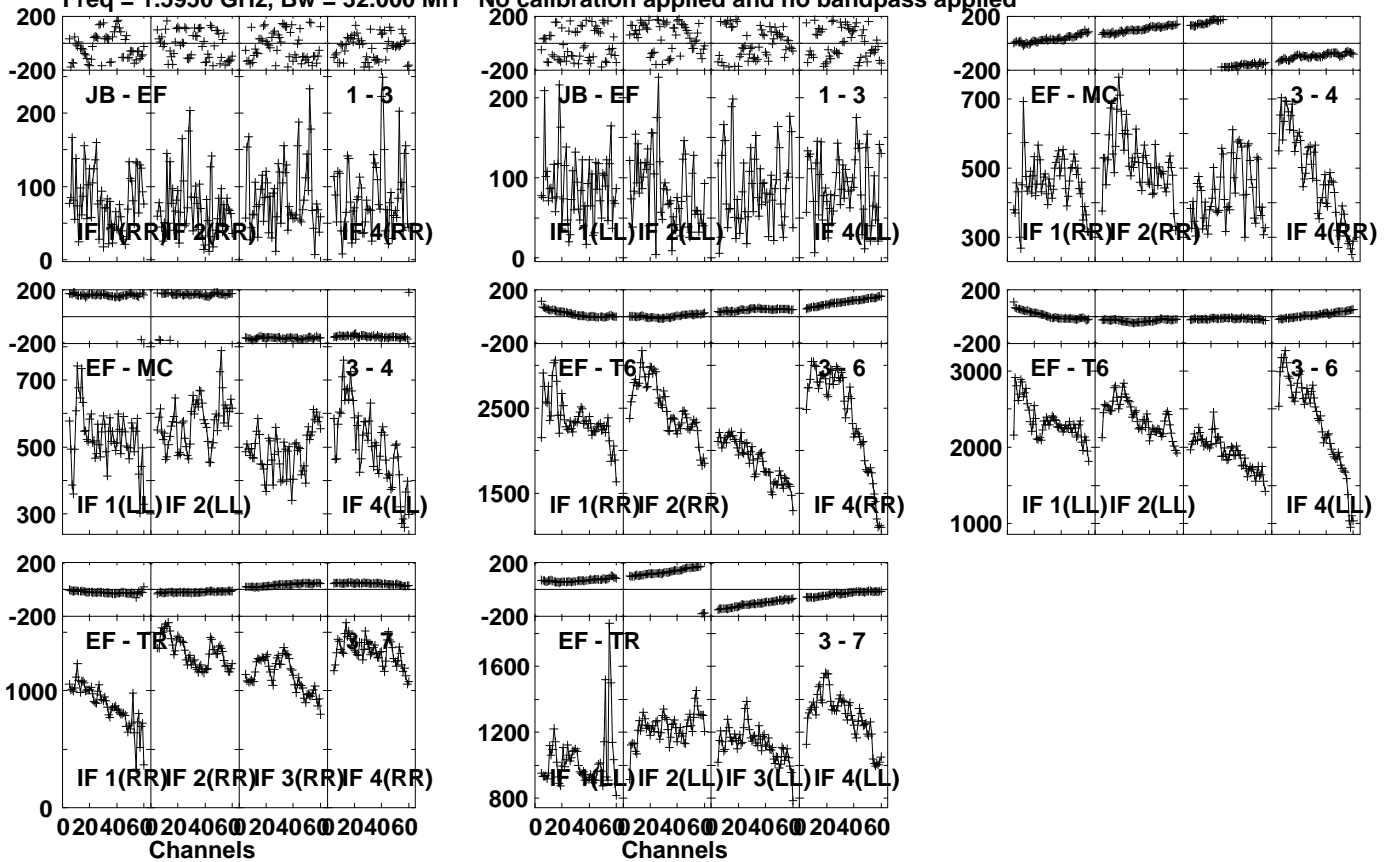 Freq = 1.5950 GHz, Bw = 32.000 MH No calibration applied and no bandpass applied
200 200 200
-200 -200 -200
JB - EF 1 - 3 JB - EF 1 - 3 EF - MC 3 - 4
200 200 700
100 100 500
IF 1(RR) IF 2(RR) IF 4(RR) IF 1(LL) IF 2(LL) IF 4(LL) IF 1(RR) IF 2(RR) IF 4(RR)
0 0 300
200 200 200
-200 -200 -200
EF - MC 3 - 4 EF - T6 3 - 6 EF - T6 3 - 6
700 2500 3000
500 1500 2000
300 1000
IF 1(LL) IF 2(LL) IF 4(LL) IF 1(RR) IF 2(RR) IF 4(RR) IF 1(LL) IF 2(LL) IF 4(LL)
200 200
-200 -200
EF - TR 3 - 7 EF - TR 3 - 7
1000 1600
1200
IF 1(RR) IF 2(RR) IF 3(RR) IF 4(RR) IF 1(LL) IF 2(LL) IF 3(LL) IF 4(LL)
0 800
0 20 40 60 0 20 40 60 0 20 40 60 0 20 40 60 0 20 40 60 0 20 40 60 0 20 40 60 0 20 40 60
Channels Channels